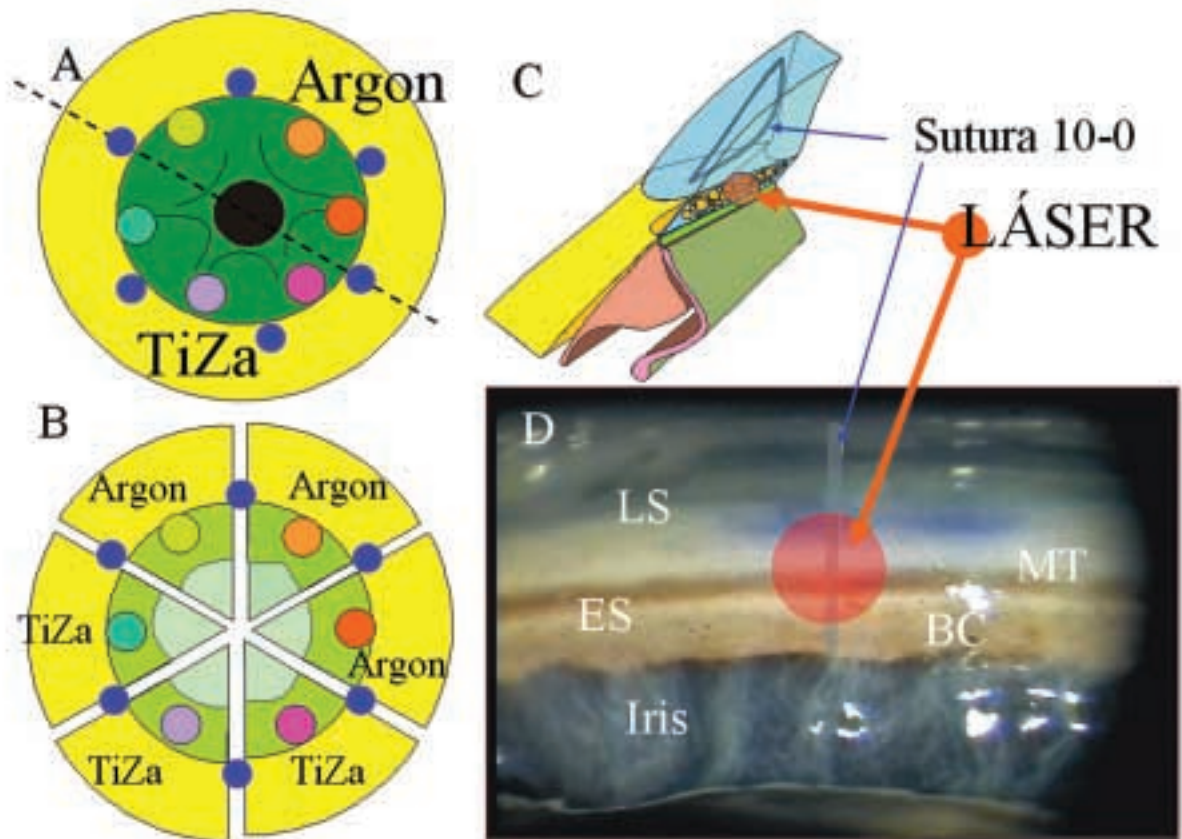 A
Argon
TiZa
B
Argon
Argon
TiZa
Argon
TiZa
TiZa
C
Sutura 10-0
LÁSER
D
LS
MT
ES
BC
Iris